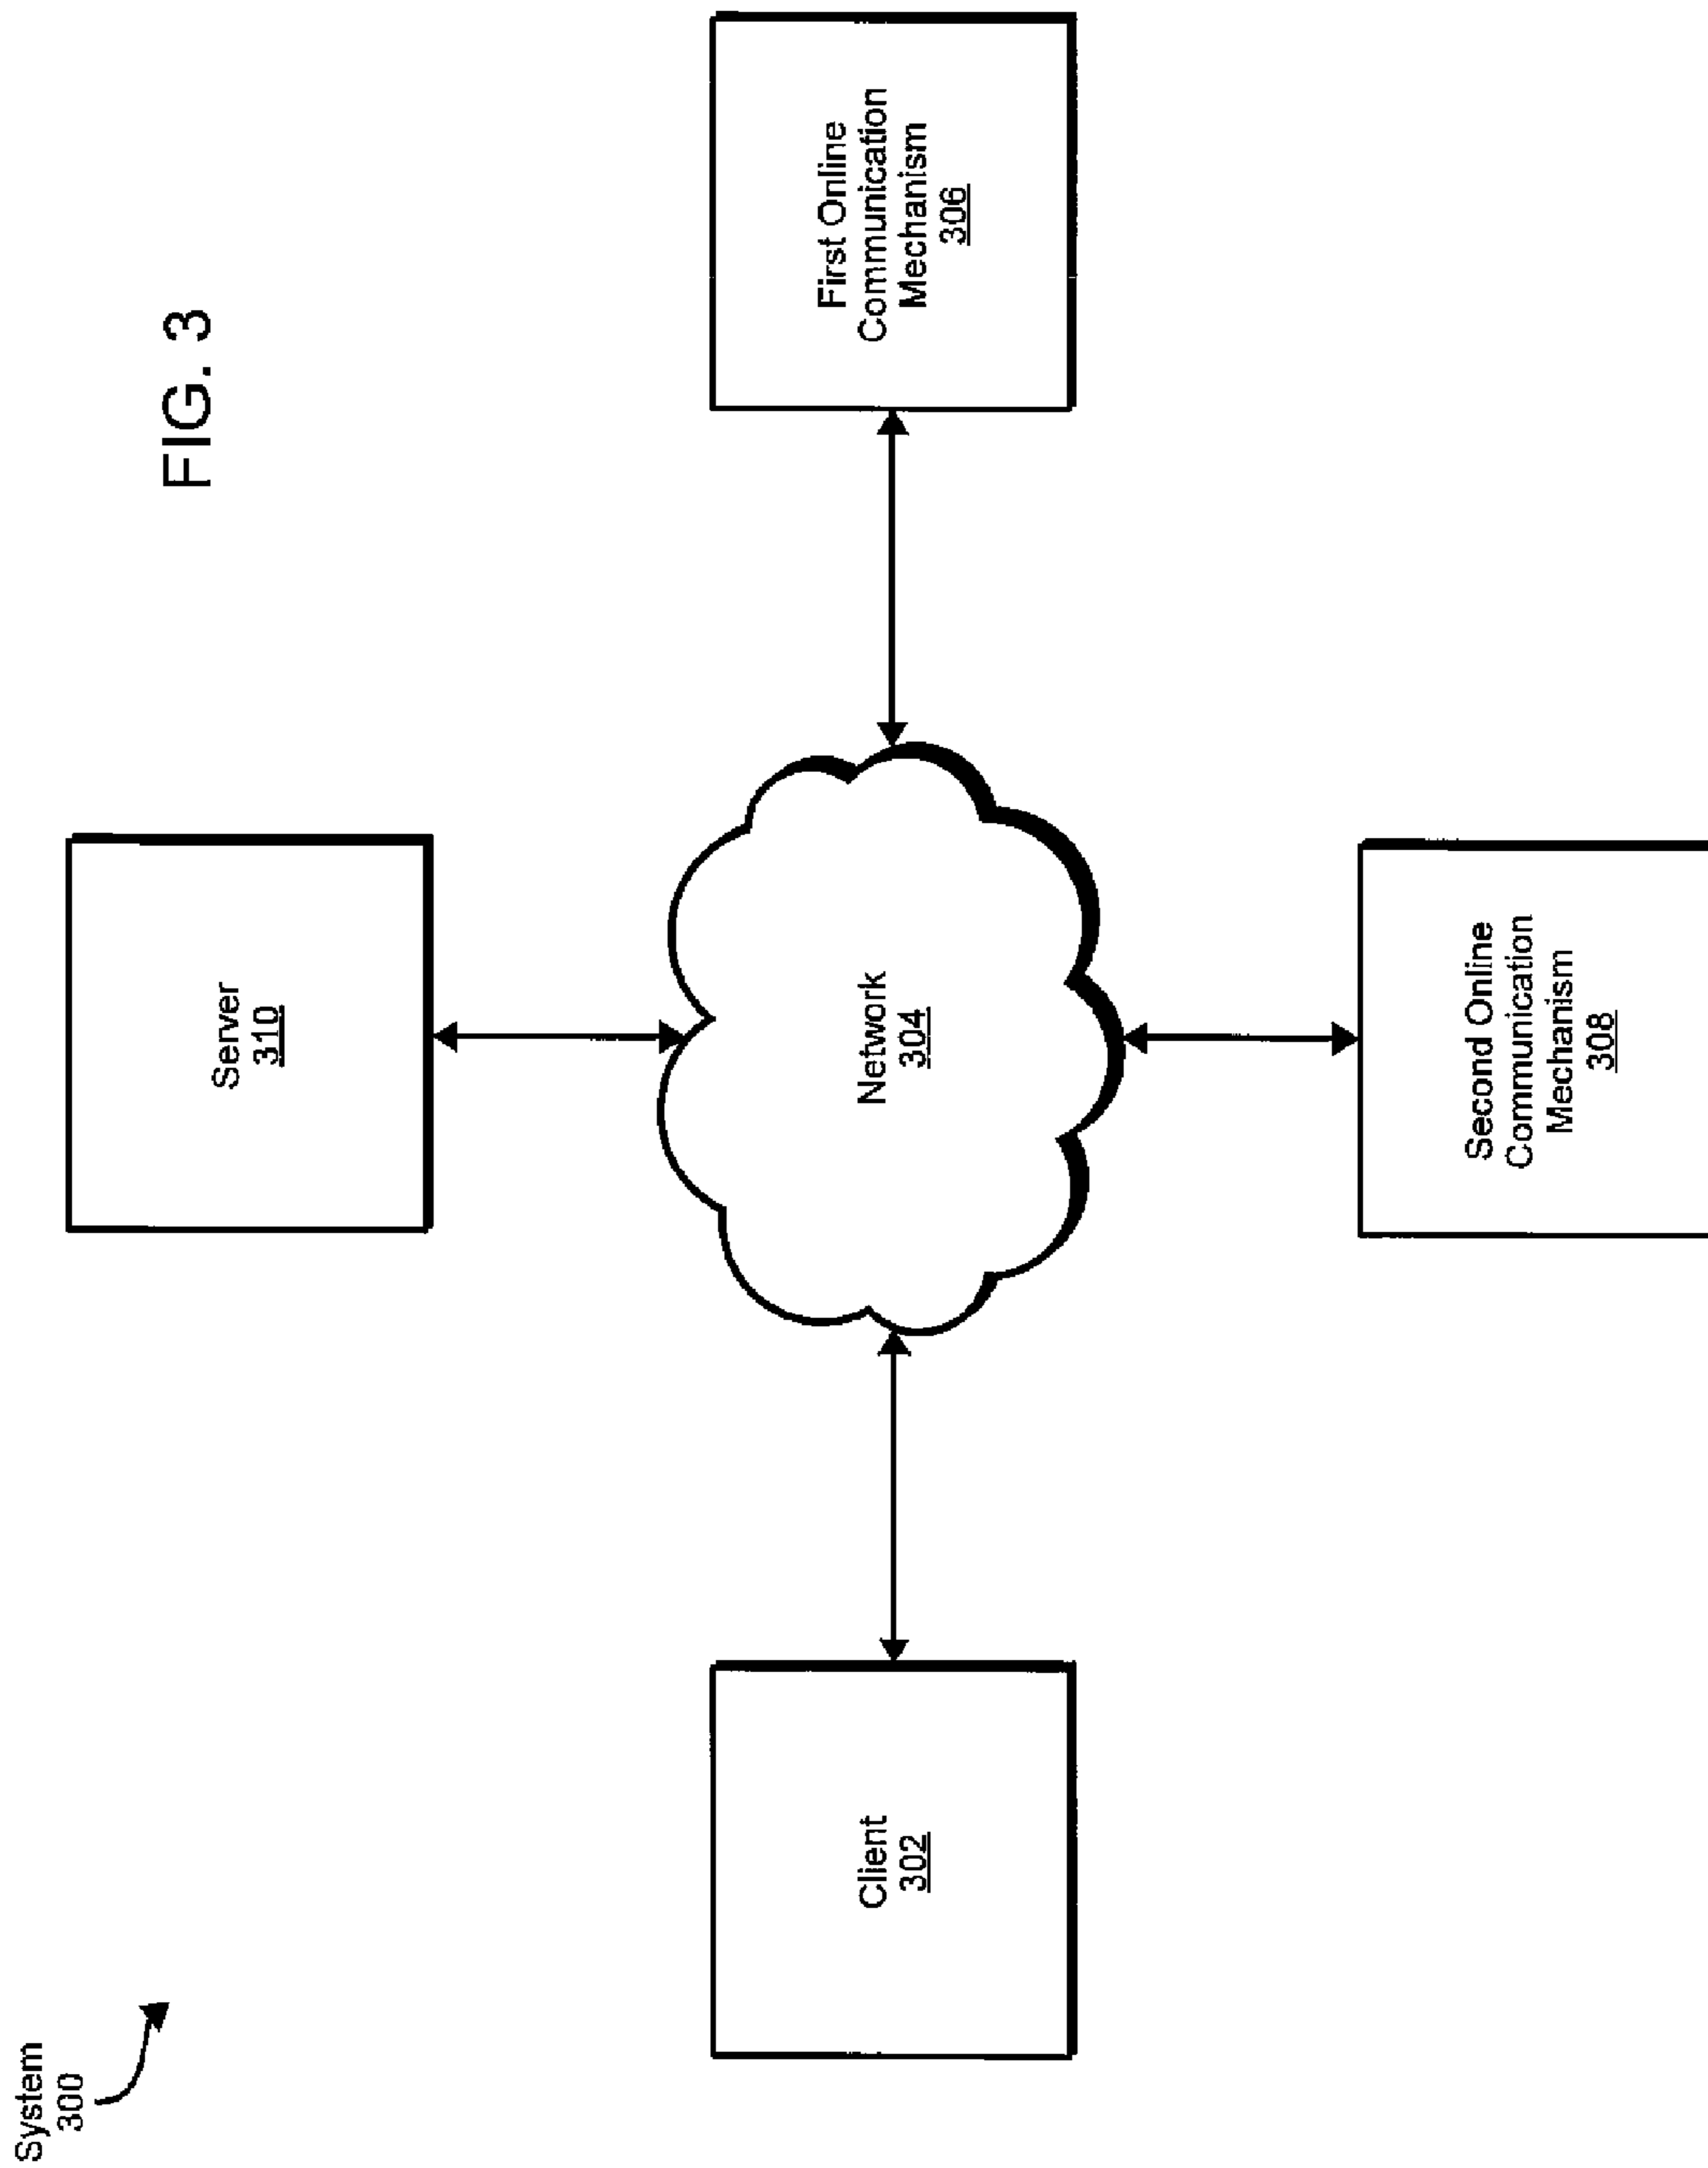 System
300
FIG. 3
Server
310
Client
302
Network
304
First Online
Communication
Mechanism
306
Second Online
Communication
Mechanism
308